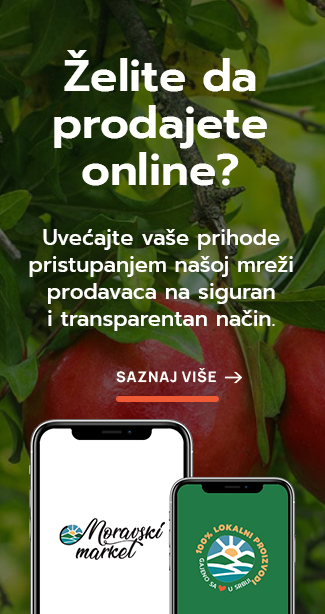 Želite da
prodajete
online?
Uvećajte vaše prihode
pristupanjem našoj mreži
prodavaca na siguran
i transparentan način.
SAZNAJ VIŠE →
Moravski
market
100% LOKALNI PROIZVODI
GAJENO SA ❤ U SRBIJI